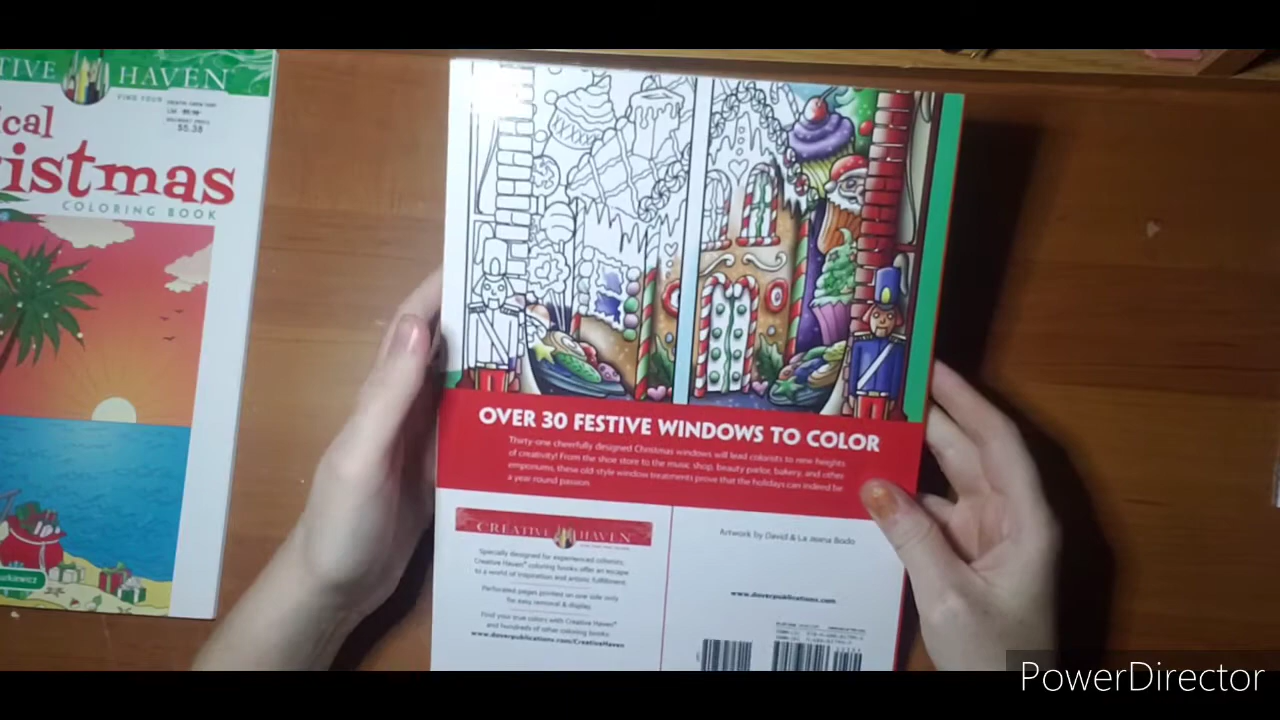 TIVE HAVEN
FIND YOUR
$5.38
ical
istmas
COLORING BOOK
OVER 30 FESTIVE WINDOWS TO COLOR
Thirty-one cheerfully designed Christmas windows will lead colorists to new heights
of creativity! From the shoe store to the music shop, beauty parlor, bakery, and other
emporiums, these old-style window treatments prove that the holidays can indeed be
a year-round passion.
CREATIVE HAVEN
Specially designed for experienced colorists,
Creative Haven® coloring books offer an escape
to a world of inspiration and artistic fulfillment.
Perforated pages printed on one side only
for easy removal & display.
Find your true colors with Creative Haven®
and hundreds of other coloring books:
www.doverpublications.com/CreativeHaven
Artwork by David & La Bodo
www.doverpublications.com
PowerDirector